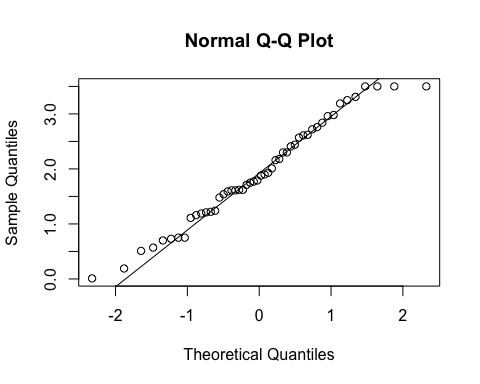 Normal Q-Q Plot
3.0
2.0
1.0
0.0
Sample Quantiles
-2 -1 0 1 2
Theoretical Quantiles